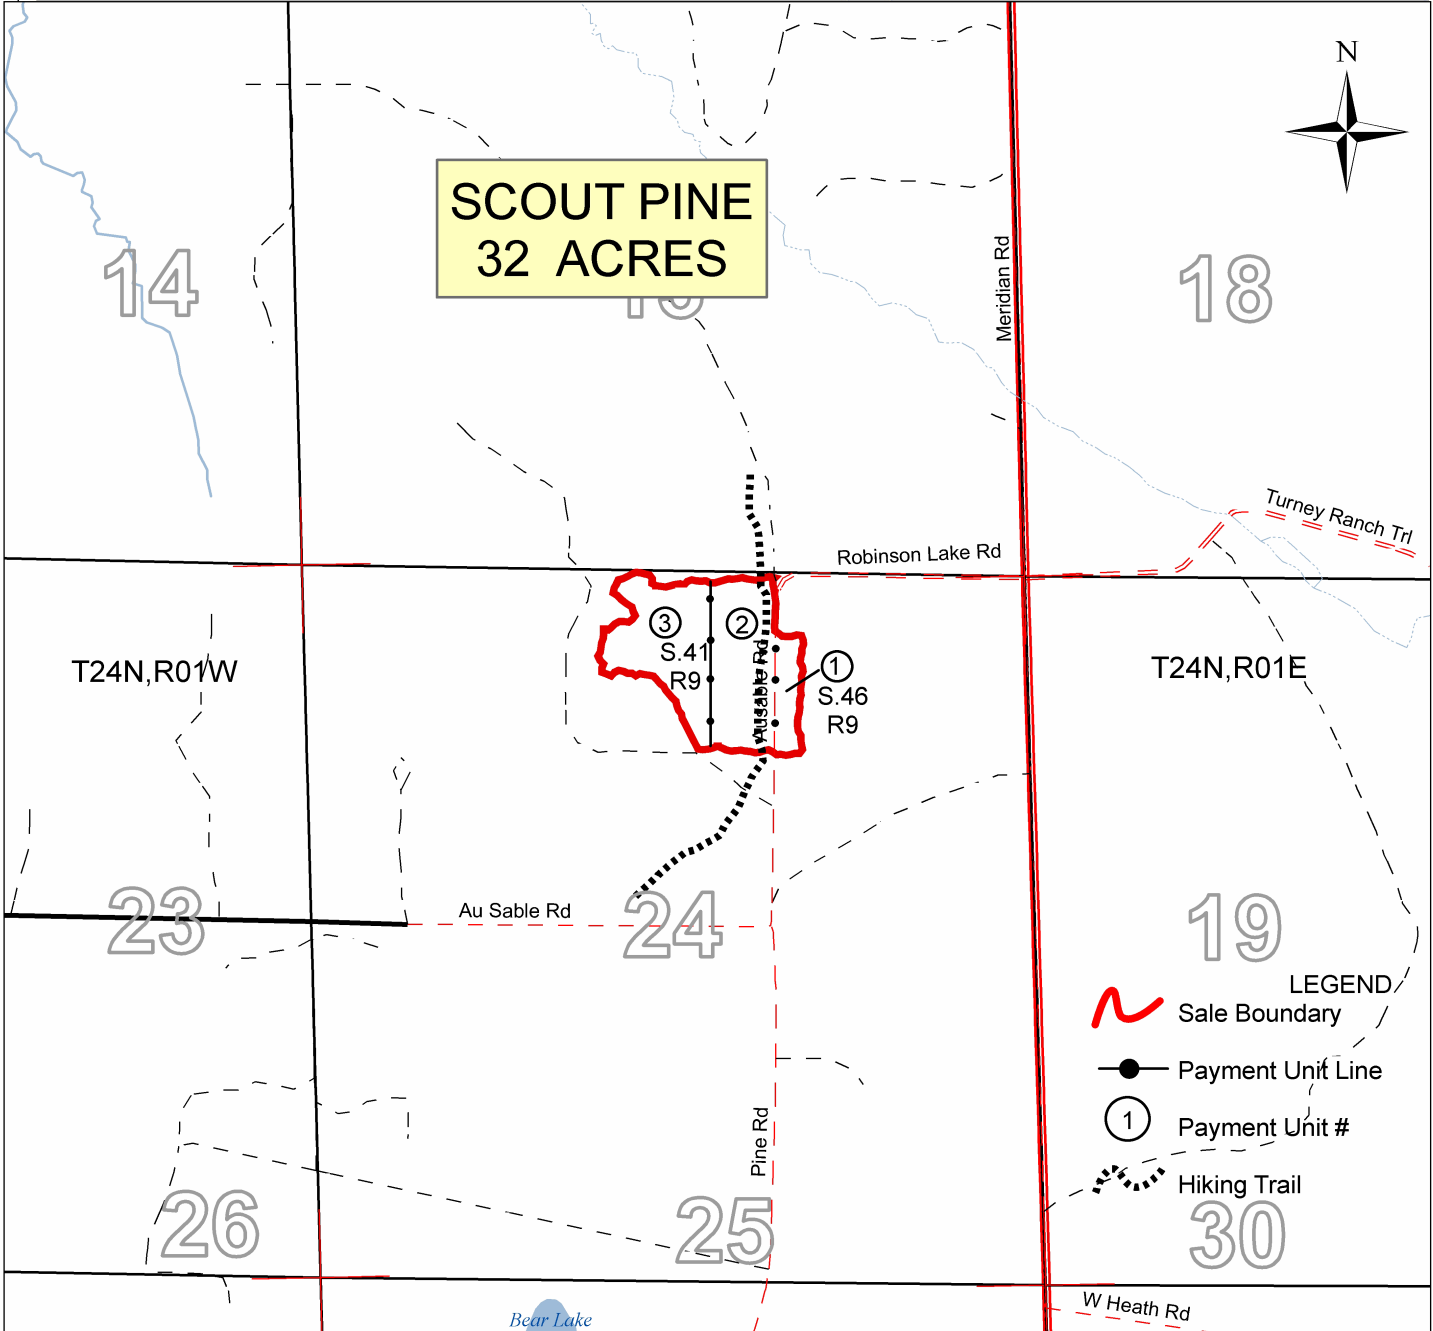 N
SCOUT PINE
32 ACRES
14
18
Meridian Rd
Turney Ranch Trl
Robinson Lake Rd
3
2
S.41
R9
Ausable Rd
1
S.46
R9
T24N,R01W
T24N,R01E
23
Au Sable Rd
24
19
LEGEND
Sale Boundary
Payment Unit Line
1
Payment Unit #
Hiking Trail
Pine Rd
26
25
30
W Heath Rd
Bear Lake